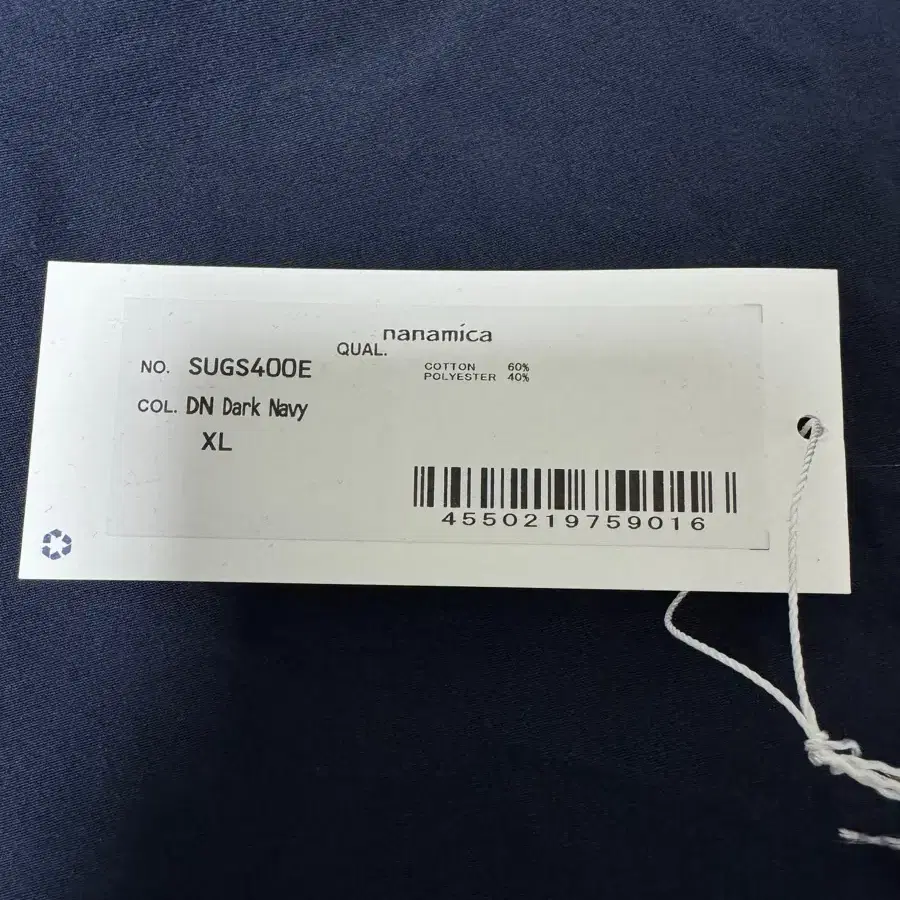 nanamica
QUAL.
NO. SUGS400E
COTTON 60%
POLYESTER 40%
COL. DN Dark Navy
XL
4550219759016